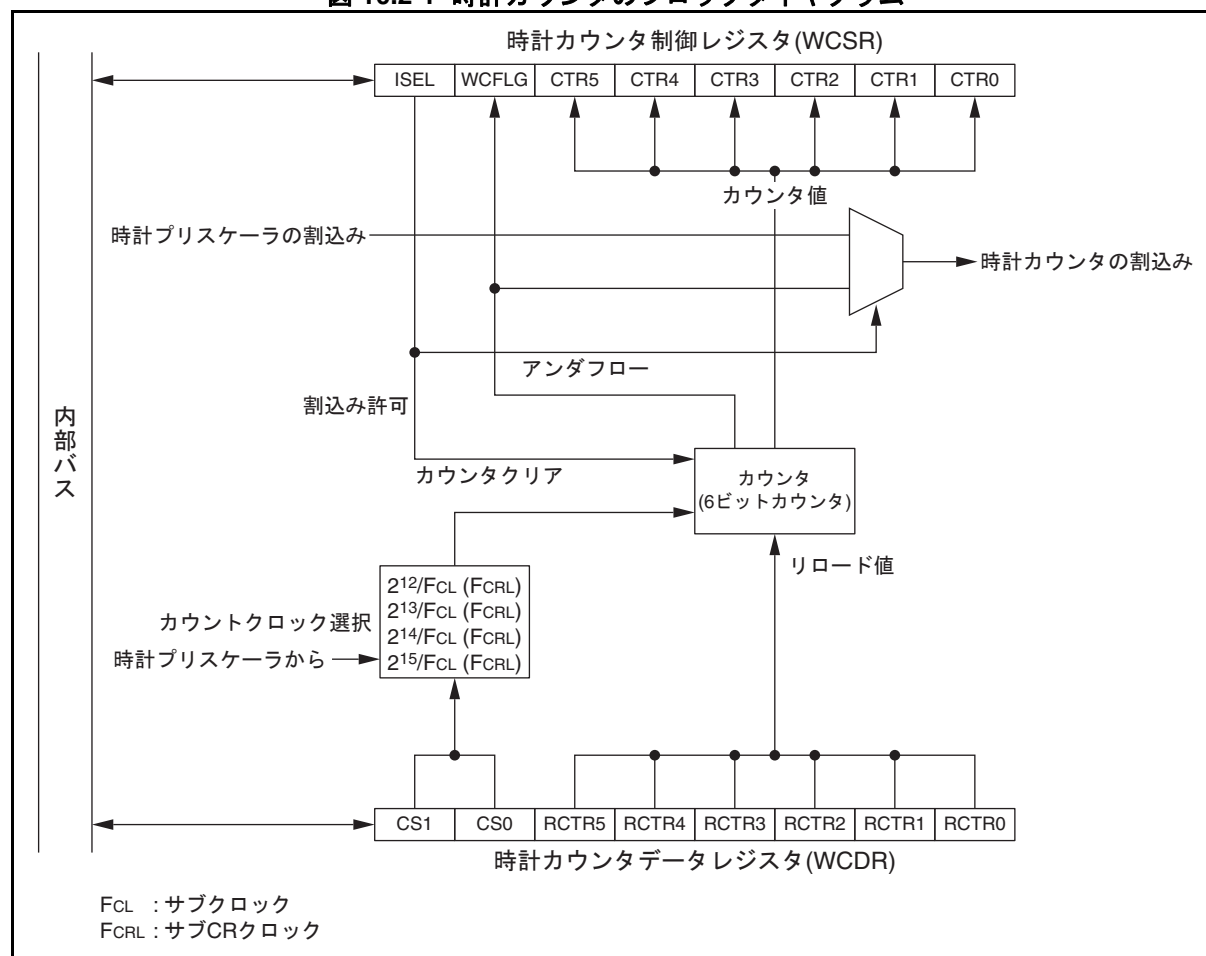 時計カウンタ制御レジスタ(WCSR)
ISEL WCFLG CTR5 CTR4 CTR3 CTR2 CTR1 CTR0
カウンタ値
時計プリスケーラの割込み
時計カウンタの割込み
アンダフロー
割込み許可
内部バス
カウンタクリア
カウンタ
(6ビットカウンタ)
リロード値
2¹²/FCL (FCRL)
2¹³/FCL (FCRL)
2¹⁴/FCL (FCRL)
2¹⁵/FCL (FCRL)
カウントクロック選択
時計プリスケーラから
CS1 CS0 RCTR5 RCTR4 RCTR3 RCTR2 RCTR1 RCTR0
時計カウンタデータレジスタ(WCDR)
FCL : サブクロック
FCRL : サブCRクロック